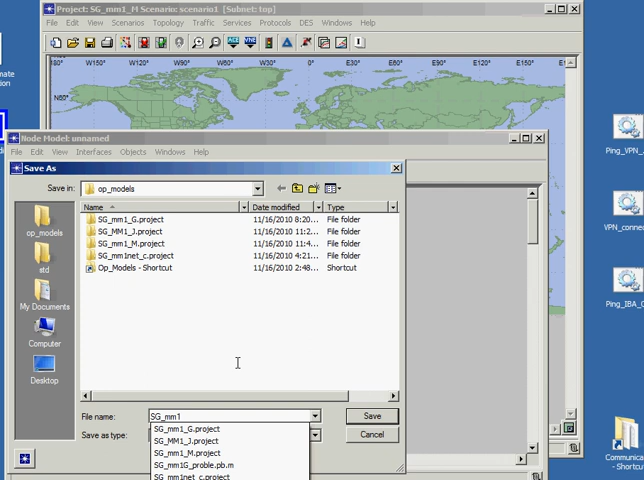 Project: SG_mm1_M Scenario: scenario1 [Subnet: top]
File Edit View Scenarios Topology Traffic Services Protocols DES Windows Help
W150° W120° W90° W60° W30° 0° E30° E60° E90° E120° E150°
Node Model: unnamed
File Edit View Interfaces Objects Windows Help
Save As
Save in: op_models
Name Date modified Type
SG_mm1_G.project 11/16/2010 8:20... File folder
SG_MM1_J.project 11/16/2010 11:2... File folder
SG_mm1_M.project 11/16/2010 11:4... File folder
SG_mm1net_c.project 11/16/2010 4:21... File folder
Op_Models - Shortcut 11/16/2010 2:48... Shortcut
op_models
std
My Documents
Computer
Desktop
File name: SG_mm1
Save
Save as type:
Cancel
SG_mm1_G.project
SG_MM1_J.project
SG_mm1_M.project
SG_mm1G_proble.pb.m
SG_mm1net_c.project
Ping_VPN_
VPN_connec
Ping_IBA_
Communica
- Shortcu